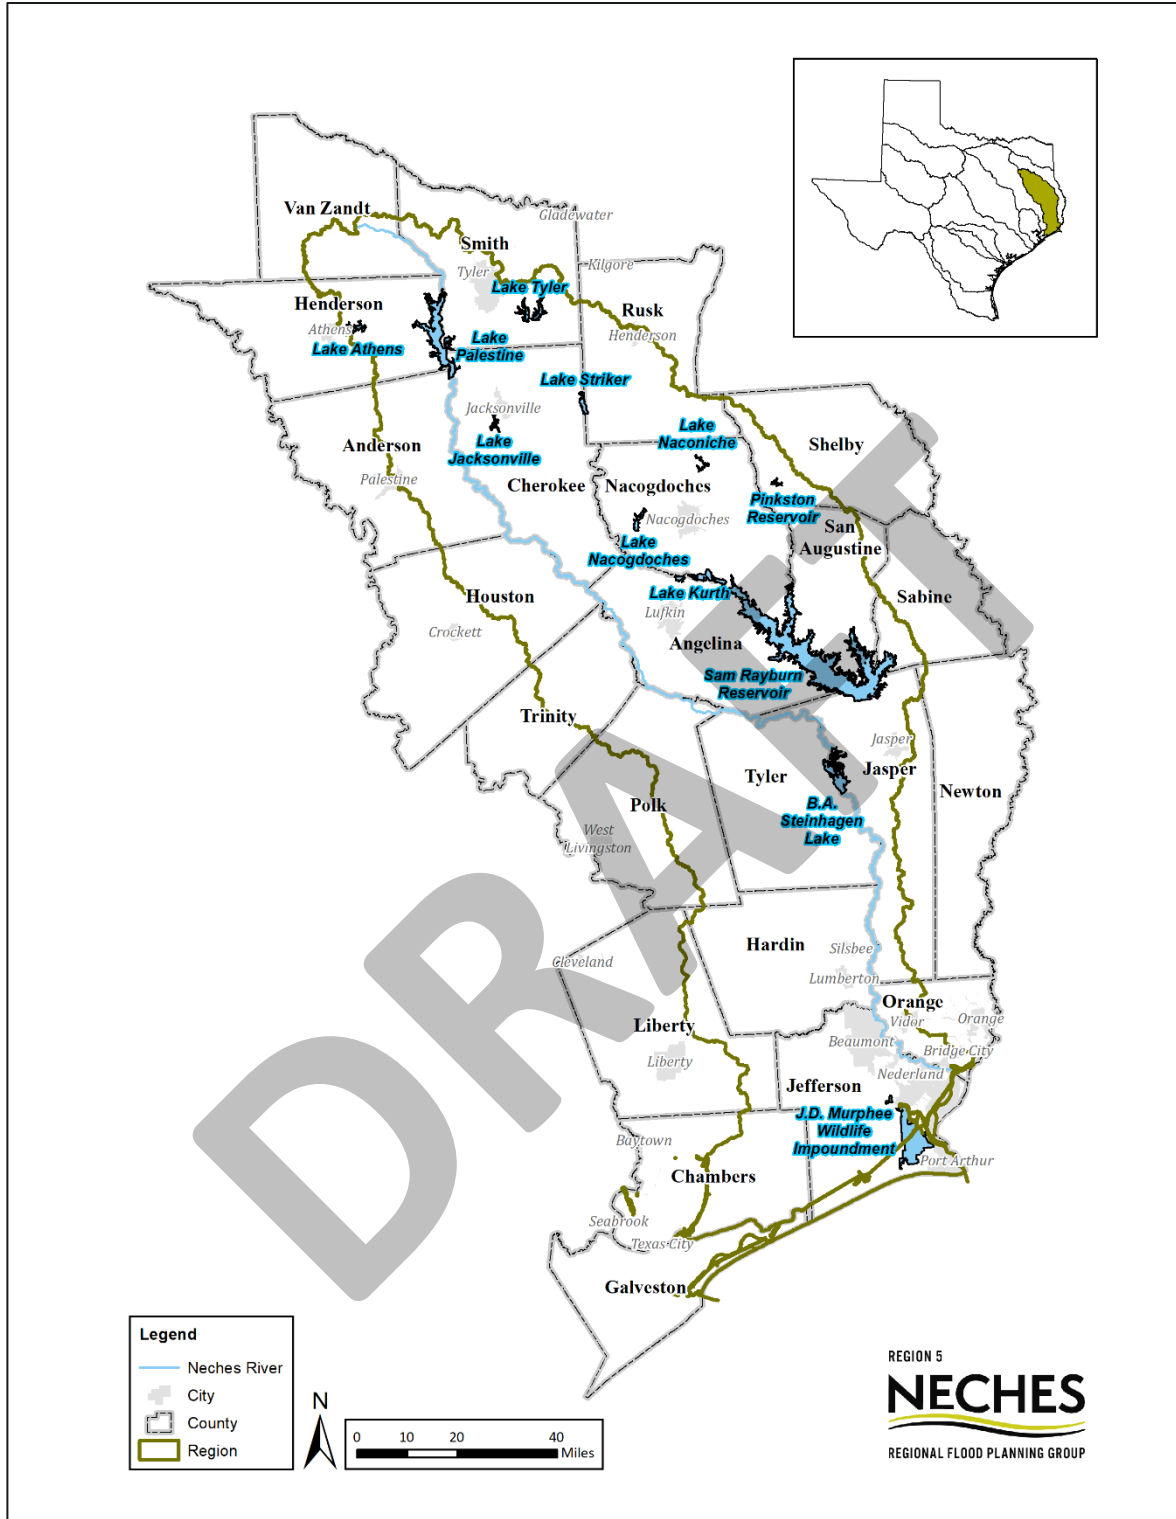 Van Zandt
Gladewater
Smith
Tyler
Kilgore
Lake Tyler
Henderson
Rusk
Athens
Henderson
Lake Athens
Lake
Palestine
Lake Striker
Jacksonville
Lake
Jacksonville
Lake
Naconiche
Anderson
Shelby
Palestine
Cherokee
Nacogdoches
Pinkston
Reservoir
Nacogdoches
San
Augustine
Lake
Nacogdoches
Lake Kurth
Houston
Sabine
Lufkin
Crockett
Angelina
Sam Rayburn
Reservoir
Trinity
Jasper
Tyler
Jasper
Newton
Polk
B.A.
Steinhagen
Lake
West
Livingston
Hardin
Silsbee
Cleveland
Lumberton
Orange
Vidor
Orange
Liberty
Beaumont
Bridge City
Liberty
Nederland
Jefferson
J.D. Murphee
Wildlife
Impoundment
Baytown
Port Arthur
Chambers
Seabrook
Texas City
Galveston
DRAFT
Legend
Neches River
City
County
Region
N
0 10 20 40
Miles
REGION 5
NECHES
REGIONAL FLOOD PLANNING GROUP